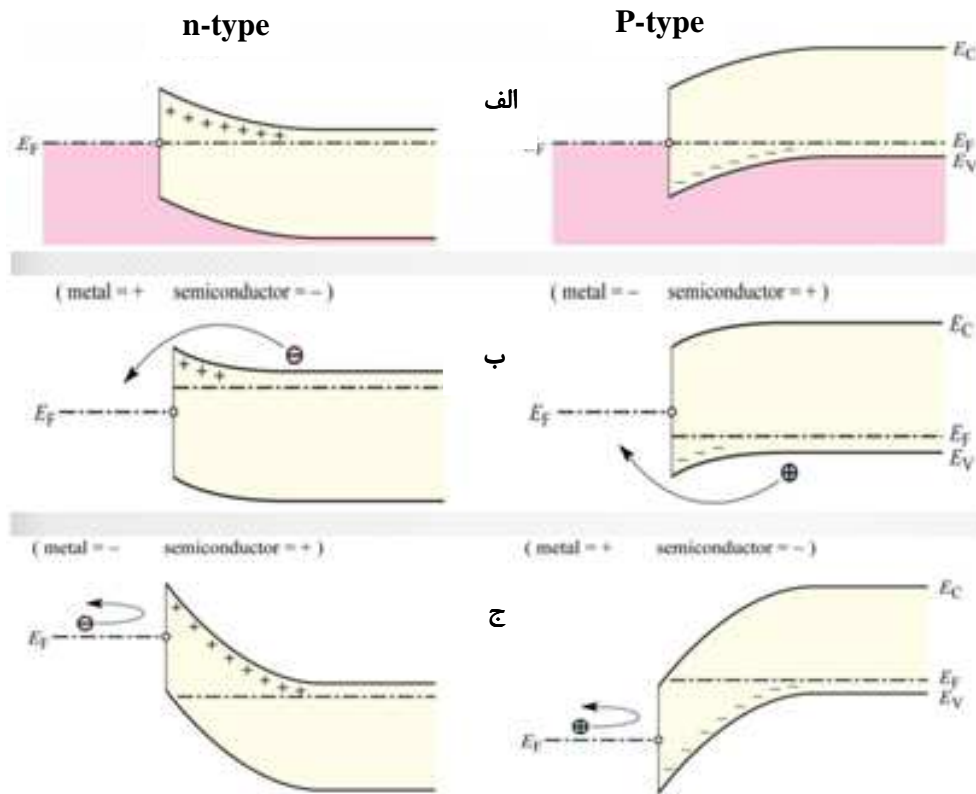 n-type
P-type
E_C
الف
E_F
F
E_F
E_V
( metal = + semiconductor = – )
( metal = – semiconductor = + )
E_C
ب
E_F
E_F
E_F
E_V
( metal = – semiconductor = + )
( metal = + semiconductor = – )
E_C
ج
E_F
E_F
E_V
E_F